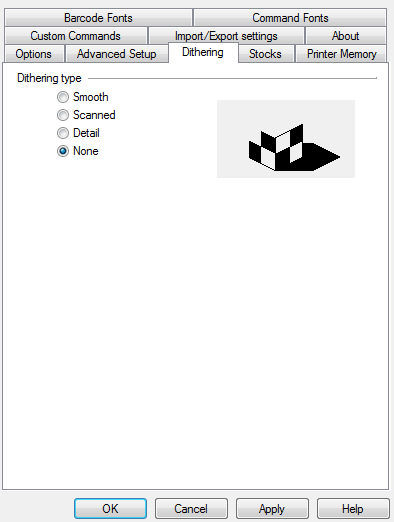 Barcode Fonts Command Fonts
Custom Commands Import/Export settings About
Options Advanced Setup Dithering Stocks Printer Memory
Dithering type
Smooth
Scanned
Detail
None
OK Cancel Apply Help